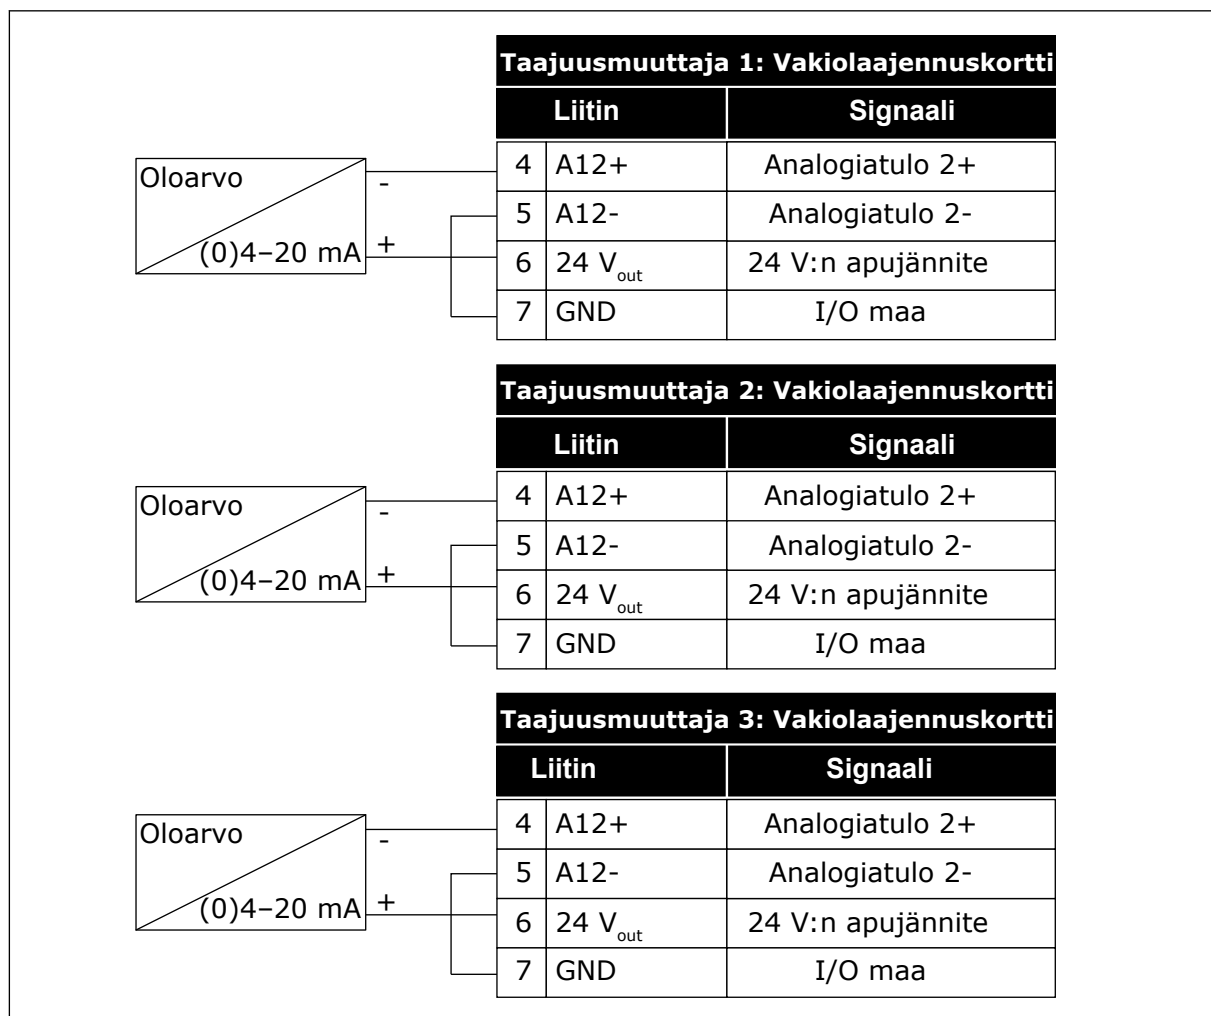 Taajuusmuuttaja 1: Vakiolaajennuskortti
Liitin Signaali
Oloarvo - 4 A12+ Analogiatulo 2+
5 A12- Analogiatulo 2-
(0)4–20 mA + 6 24 Vout 24 V:n apujännite
7 GND I/O maa
Taajuusmuuttaja 2: Vakiolaajennuskortti
Liitin Signaali
Oloarvo - 4 A12+ Analogiatulo 2+
5 A12- Analogiatulo 2-
(0)4–20 mA + 6 24 Vout 24 V:n apujännite
7 GND I/O maa
Taajuusmuuttaja 3: Vakiolaajennuskortti
Liitin Signaali
Oloarvo - 4 A12+ Analogiatulo 2+
5 A12- Analogiatulo 2-
(0)4–20 mA + 6 24 Vout 24 V:n apujännite
7 GND I/O maa